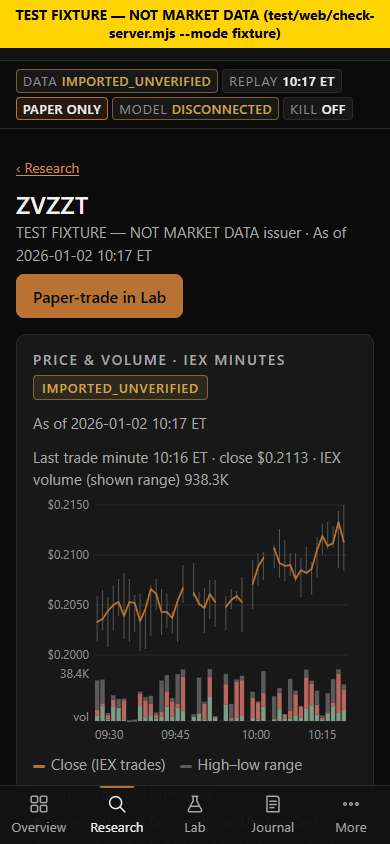 TEST FIXTURE — NOT MARKET DATA (test/web/check-
server.mjs --mode fixture)
DATA IMPORTED_UNVERIFIED REPLAY 10:17 ET
PAPER ONLY MODEL DISCONNECTED KILL OFF
‹ Research
ZVZZT
TEST FIXTURE — NOT MARKET DATA issuer · As of
2026-01-02 10:17 ET
Paper-trade in Lab
PRICE & VOLUME · IEX MINUTES
IMPORTED_UNVERIFIED
As of 2026-01-02 10:17 ET
Last trade minute 10:16 ET · close $0.2113 · IEX
volume (shown range) 938.3K
$0.2150
$0.2100
$0.2050
$0.2000
38.4K
vol
09:30 09:45 10:00 10:15
Close (IEX trades) High–low range
Overview Research Lab Journal More